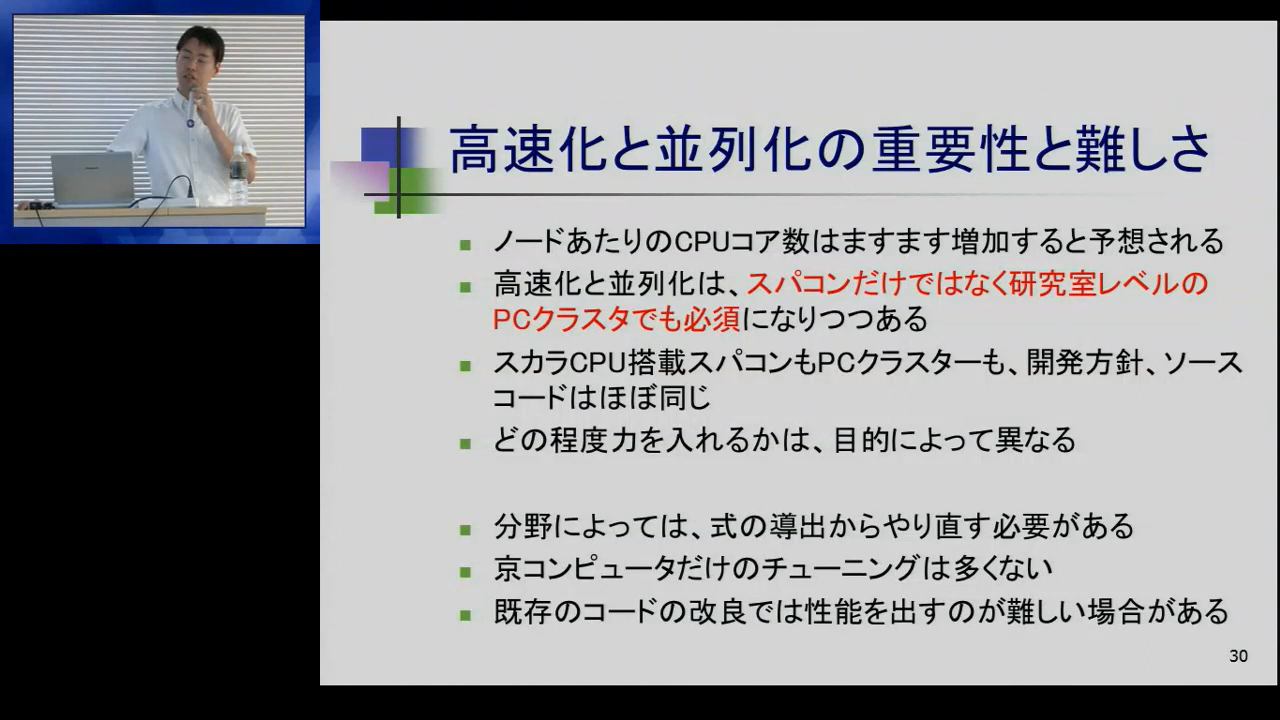 高速化と並列化の重要性と難しさ
ノードあたりのCPUコア数はますます増加すると予想される
高速化と並列化は、スパコンだけではなく研究室レベルの
PCクラスタでも必須になりつつある
スカラCPU搭載スパコンもPCクラスターも、開発方針、ソース
コードはほぼ同じ
どの程度力を入れるかは、目的によって異なる
分野によっては、式の導出からやり直す必要がある
京コンピュータだけのチューニングは多くない
既存のコードの改良では性能を出すのが難しい場合がある
30